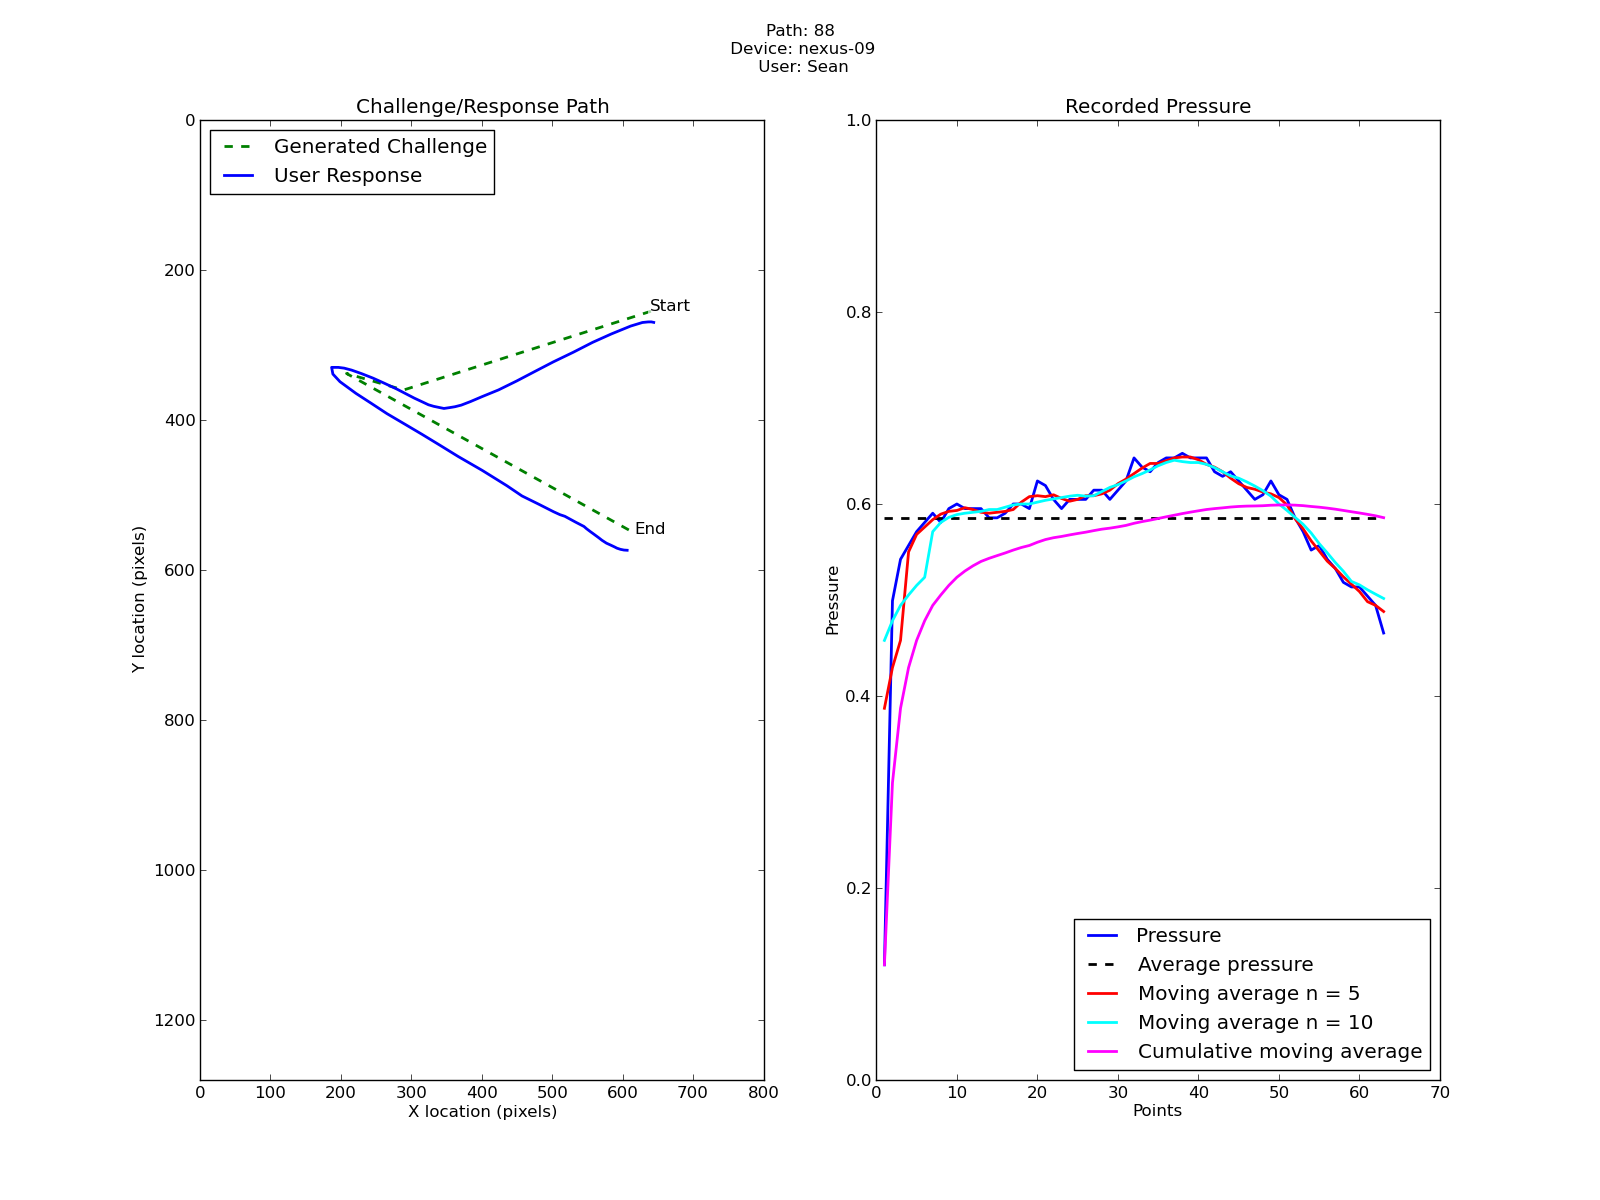 Path: 88
Device: nexus-09
User: Sean
Challenge/Response Path
Generated Challenge
User Response
Start
End
0
200
400
600
800
1000
1200
Y location (pixels)
0 100 200 300 400 500 600 700 800
X location (pixels)
Recorded Pressure
1.0
0.8
0.6
0.4
0.2
0.0
Pressure
Pressure
Average pressure
Moving average n = 5
Moving average n = 10
Cumulative moving average
0 10 20 30 40 50 60 70
Points